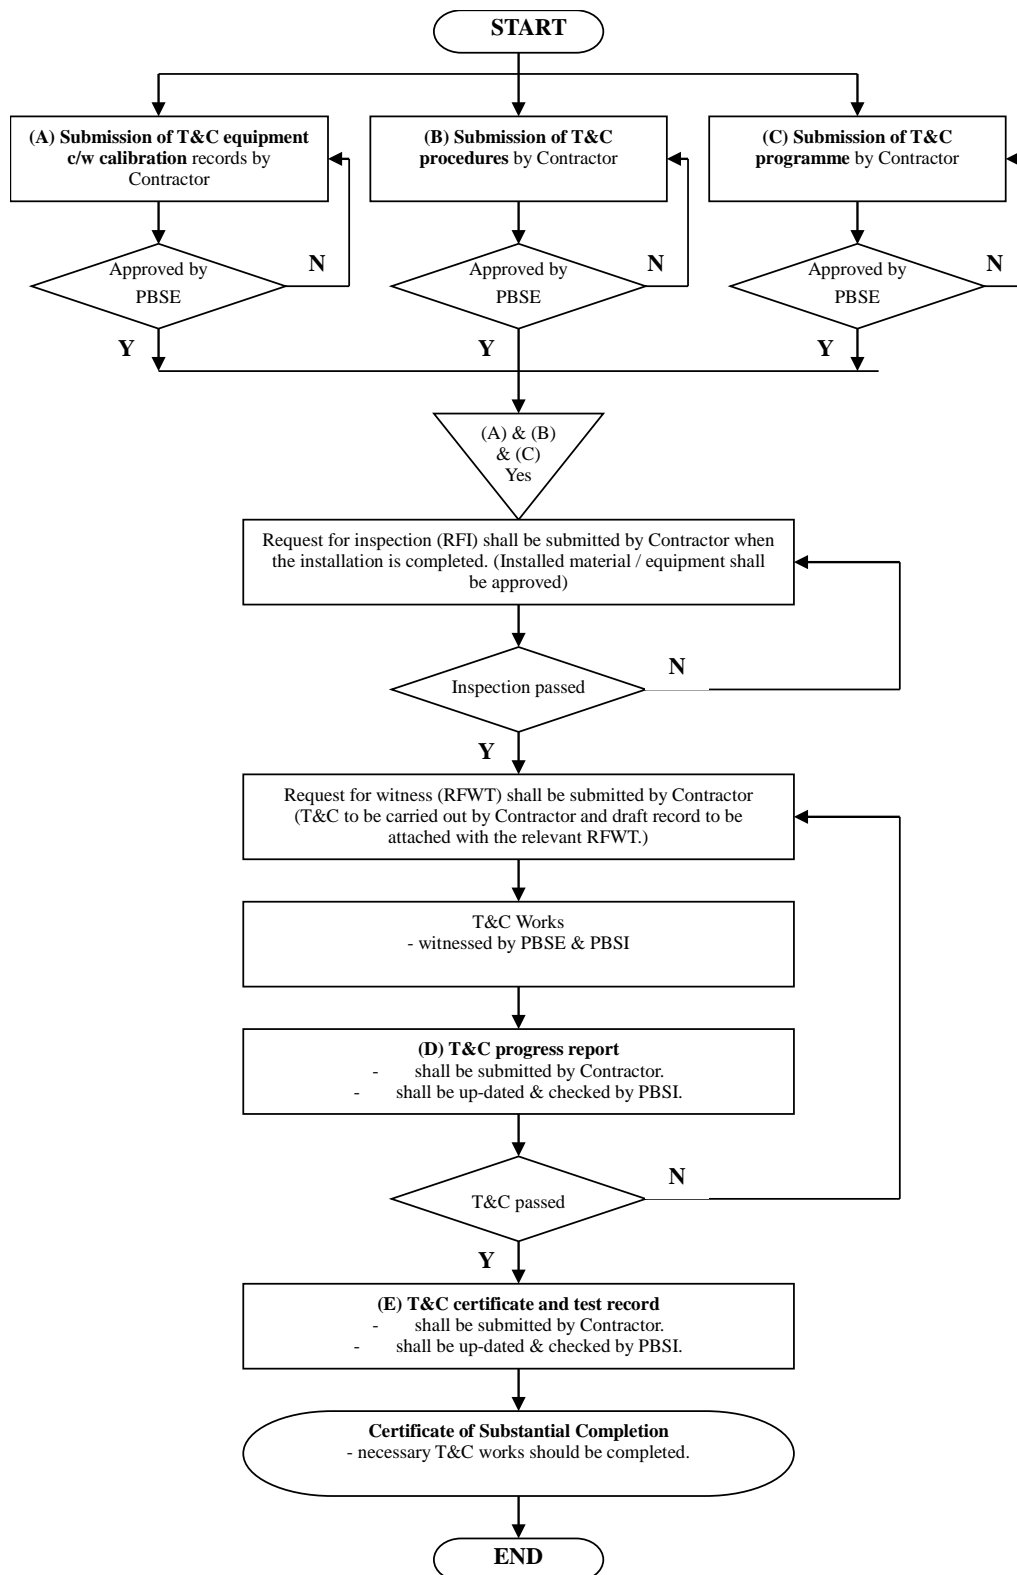 START
(A) Submission of T&C equipment
c/w calibration records by
Contractor
(B) Submission of T&C
procedures by Contractor
(C) Submission of T&C
programme by Contractor
Approved by
PBSE
N
Approved by
PBSE
N
Approved by
PBSE
N
Y
Y
Y
(A) & (B)
& (C)
Yes
Request for inspection (RFI) shall be submitted by Contractor when
the installation is completed. (Installed material / equipment shall
be approved)
Inspection passed
N
Y
Request for witness (RFWT) shall be submitted by Contractor
(T&C to be carried out by Contractor and draft record to be
attached with the relevant RFWT.)
T&C Works
- witnessed by PBSE & PBSI
(D) T&C progress report
- shall be submitted by Contractor.
- shall be up-dated & checked by PBSI.
T&C passed
N
Y
(E) T&C certificate and test record
- shall be submitted by Contractor.
- shall be up-dated & checked by PBSI.
Certificate of Substantial Completion
- necessary T&C works should be completed.
END